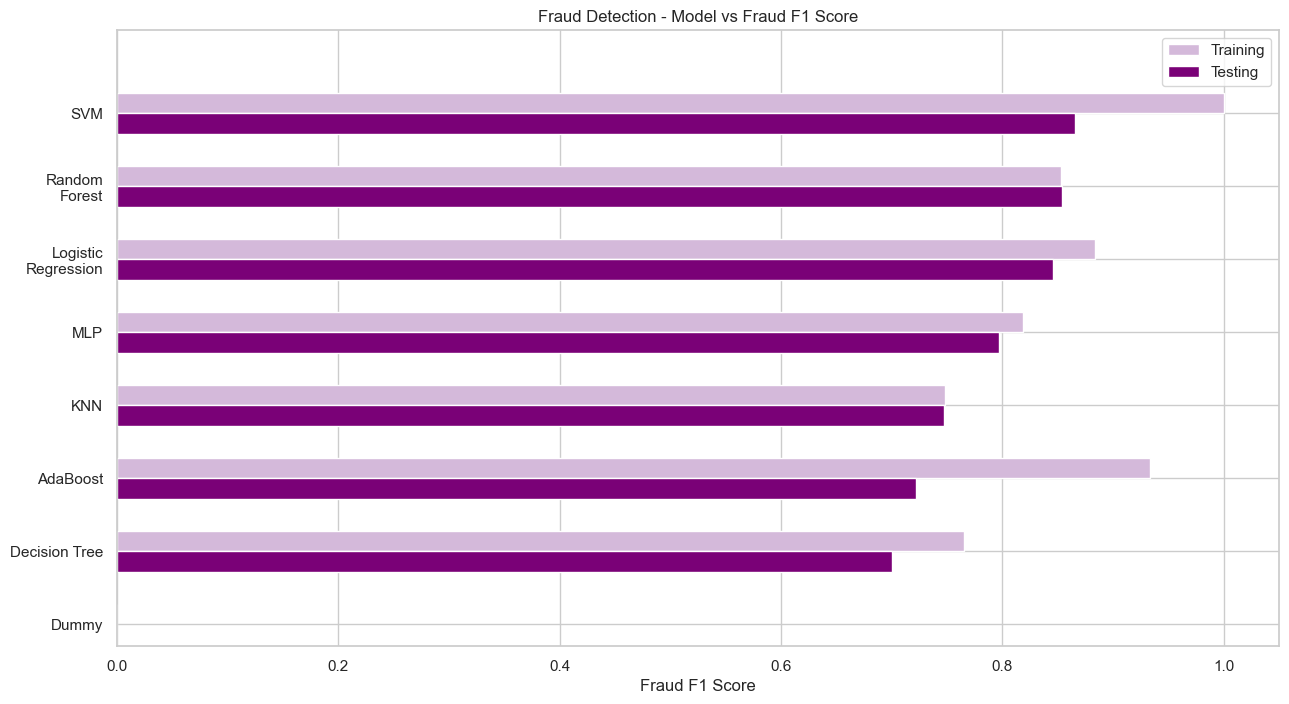 Fraud Detection - Model vs Fraud F1 Score
Training
Testing
SVM
Random
Forest
Logistic
Regression
MLP
KNN
AdaBoost
Decision Tree
Dummy
0.0 0.2 0.4 0.6 0.8 1.0
Fraud F1 Score